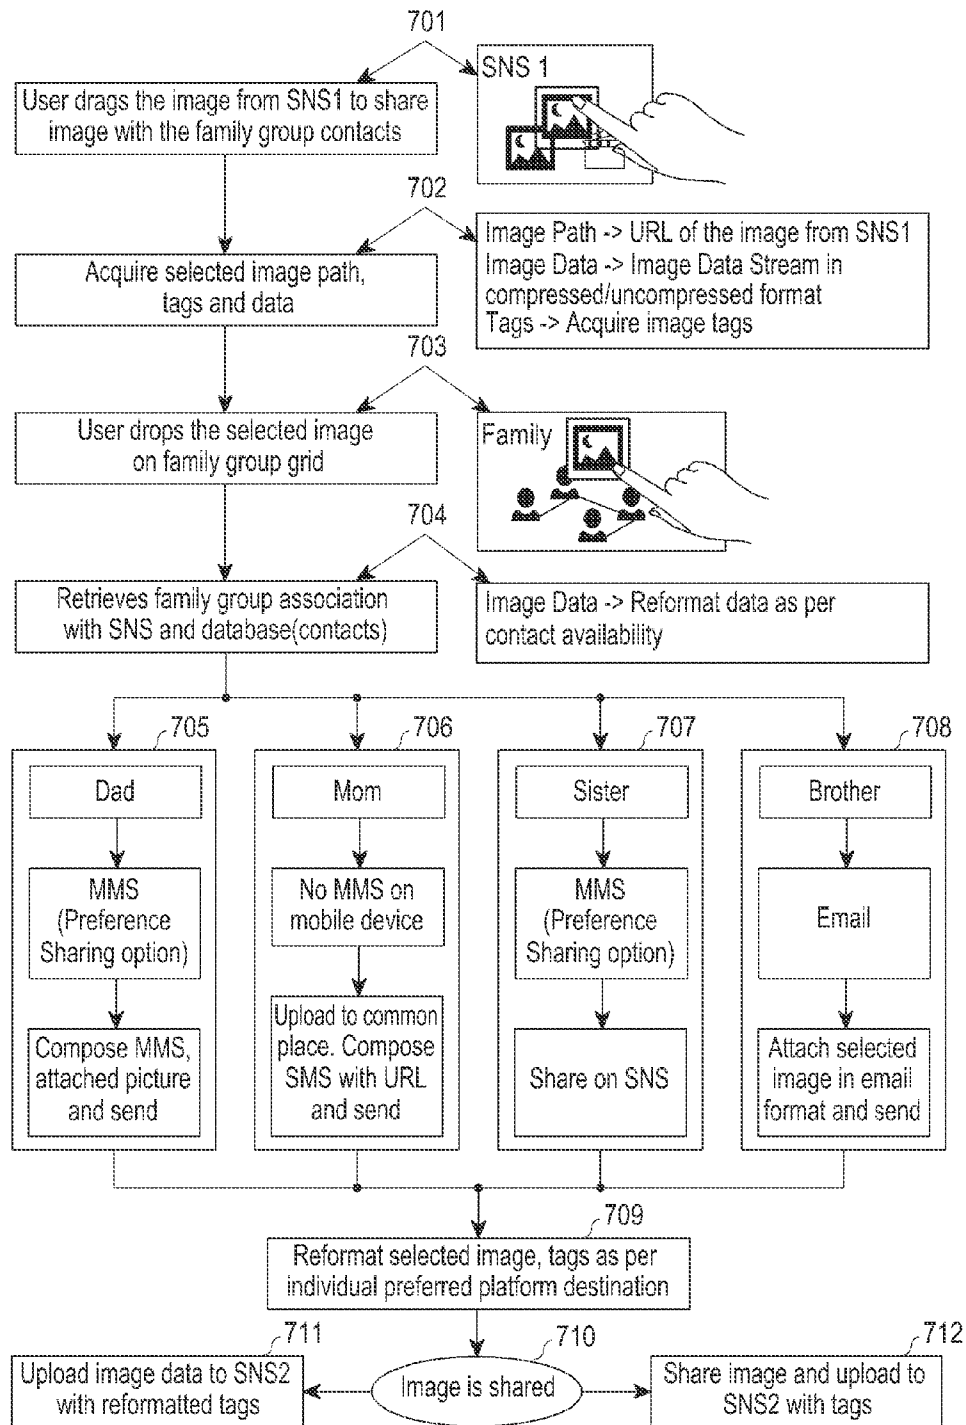 701
SNS 1
User drags the image from SNS1 to share
image with the family group contacts
702
Image Path -> URL of the image from SNS1
Image Data -> Image Data Stream in
compressed/uncompressed format
Tags -> Acquire image tags
Acquire selected image path,
tags and data
703
User drops the selected image
on family group grid
Family
704
Retrieves family group association
with SNS and database(contacts)
Image Data -> Reformat data as per
contact availability
705
Dad
MMS
(Preference
Sharing option)
Compose MMS,
attached picture
and send
706
Mom
No MMS on
mobile device
Upload to common
place. Compose
SMS with URL
and send
707
Sister
MMS
(Preference
Sharing option)
Share on SNS
708
Brother
Email
Attach selected
image in email
format and send
709
Reformat selected image, tags as per
individual preferred platform destination
711
Upload image data to SNS2
with reformatted tags
710
Image is shared
712
Share image and upload to
SNS2 with tags